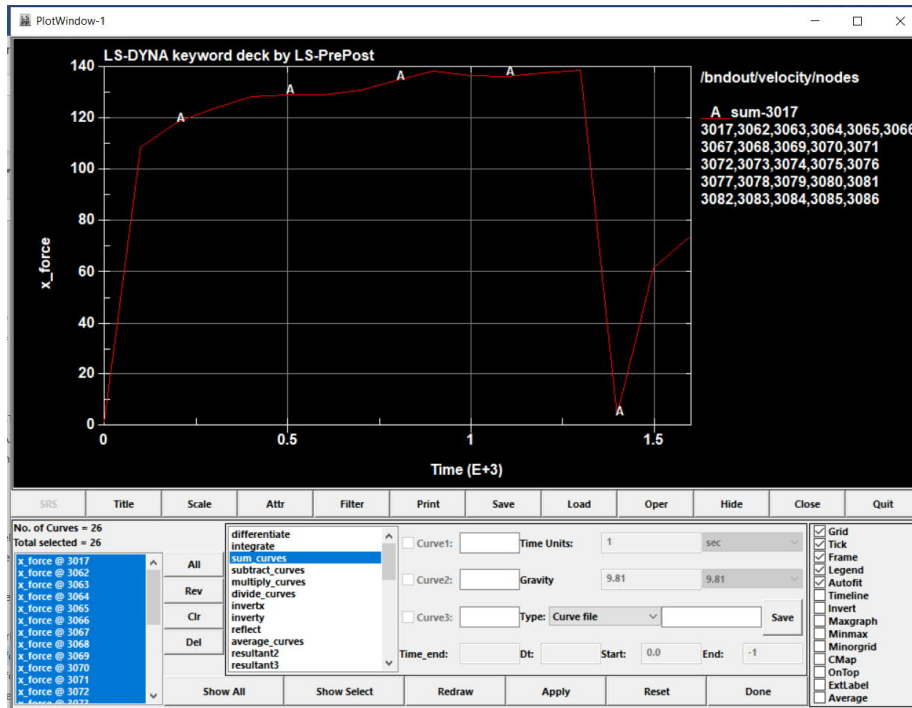 PlotWindow-1
LS-DYNA keyword deck by LS-PrePost
140
120
100
80
60
40
20
0
x_force
A
A
A
A
A
0
0.5
1
1.5
Time (E+3)
/bndout/velocity/nodes
A sum-3017
3017,3062,3063,3064,3065,3066
3067,3068,3069,3070,3071
3072,3073,3074,3075,3076
3077,3078,3079,3080,3081
3082,3083,3084,3085,3086
SRS Title Scale Attr Filter Print Save Load Oper Hide Close Quit
No. of Curves = 26
Total selected = 26
x_force @ 3017
x_force @ 3062
x_force @ 3063
x_force @ 3064
x_force @ 3065
x_force @ 3066
x_force @ 3067
x_force @ 3068
x_force @ 3069
x_force @ 3070
x_force @ 3071
x_force @ 3072
x_force @ 3073
All
Rev
Clr
Del
differentiate
integrate
sum_curves
subtract_curves
multiply_curves
divide_curves
invertx
inverty
reflect
average_curves
resultant2
resultant3
Curve1: Time Units: 1 sec
Curve2: Gravity 9.81 9.81
Curve3: Type: Curve file Save
Time_end: Dt: Start: 0.0 End: -1
Show All Show Select Redraw Apply Reset Done
Grid
Tick
Frame
Legend
Autofit
Timeline
Invert
Maxgraph
Minmax
Minorgrid
CMap
OnTop
ExtLabel
Average